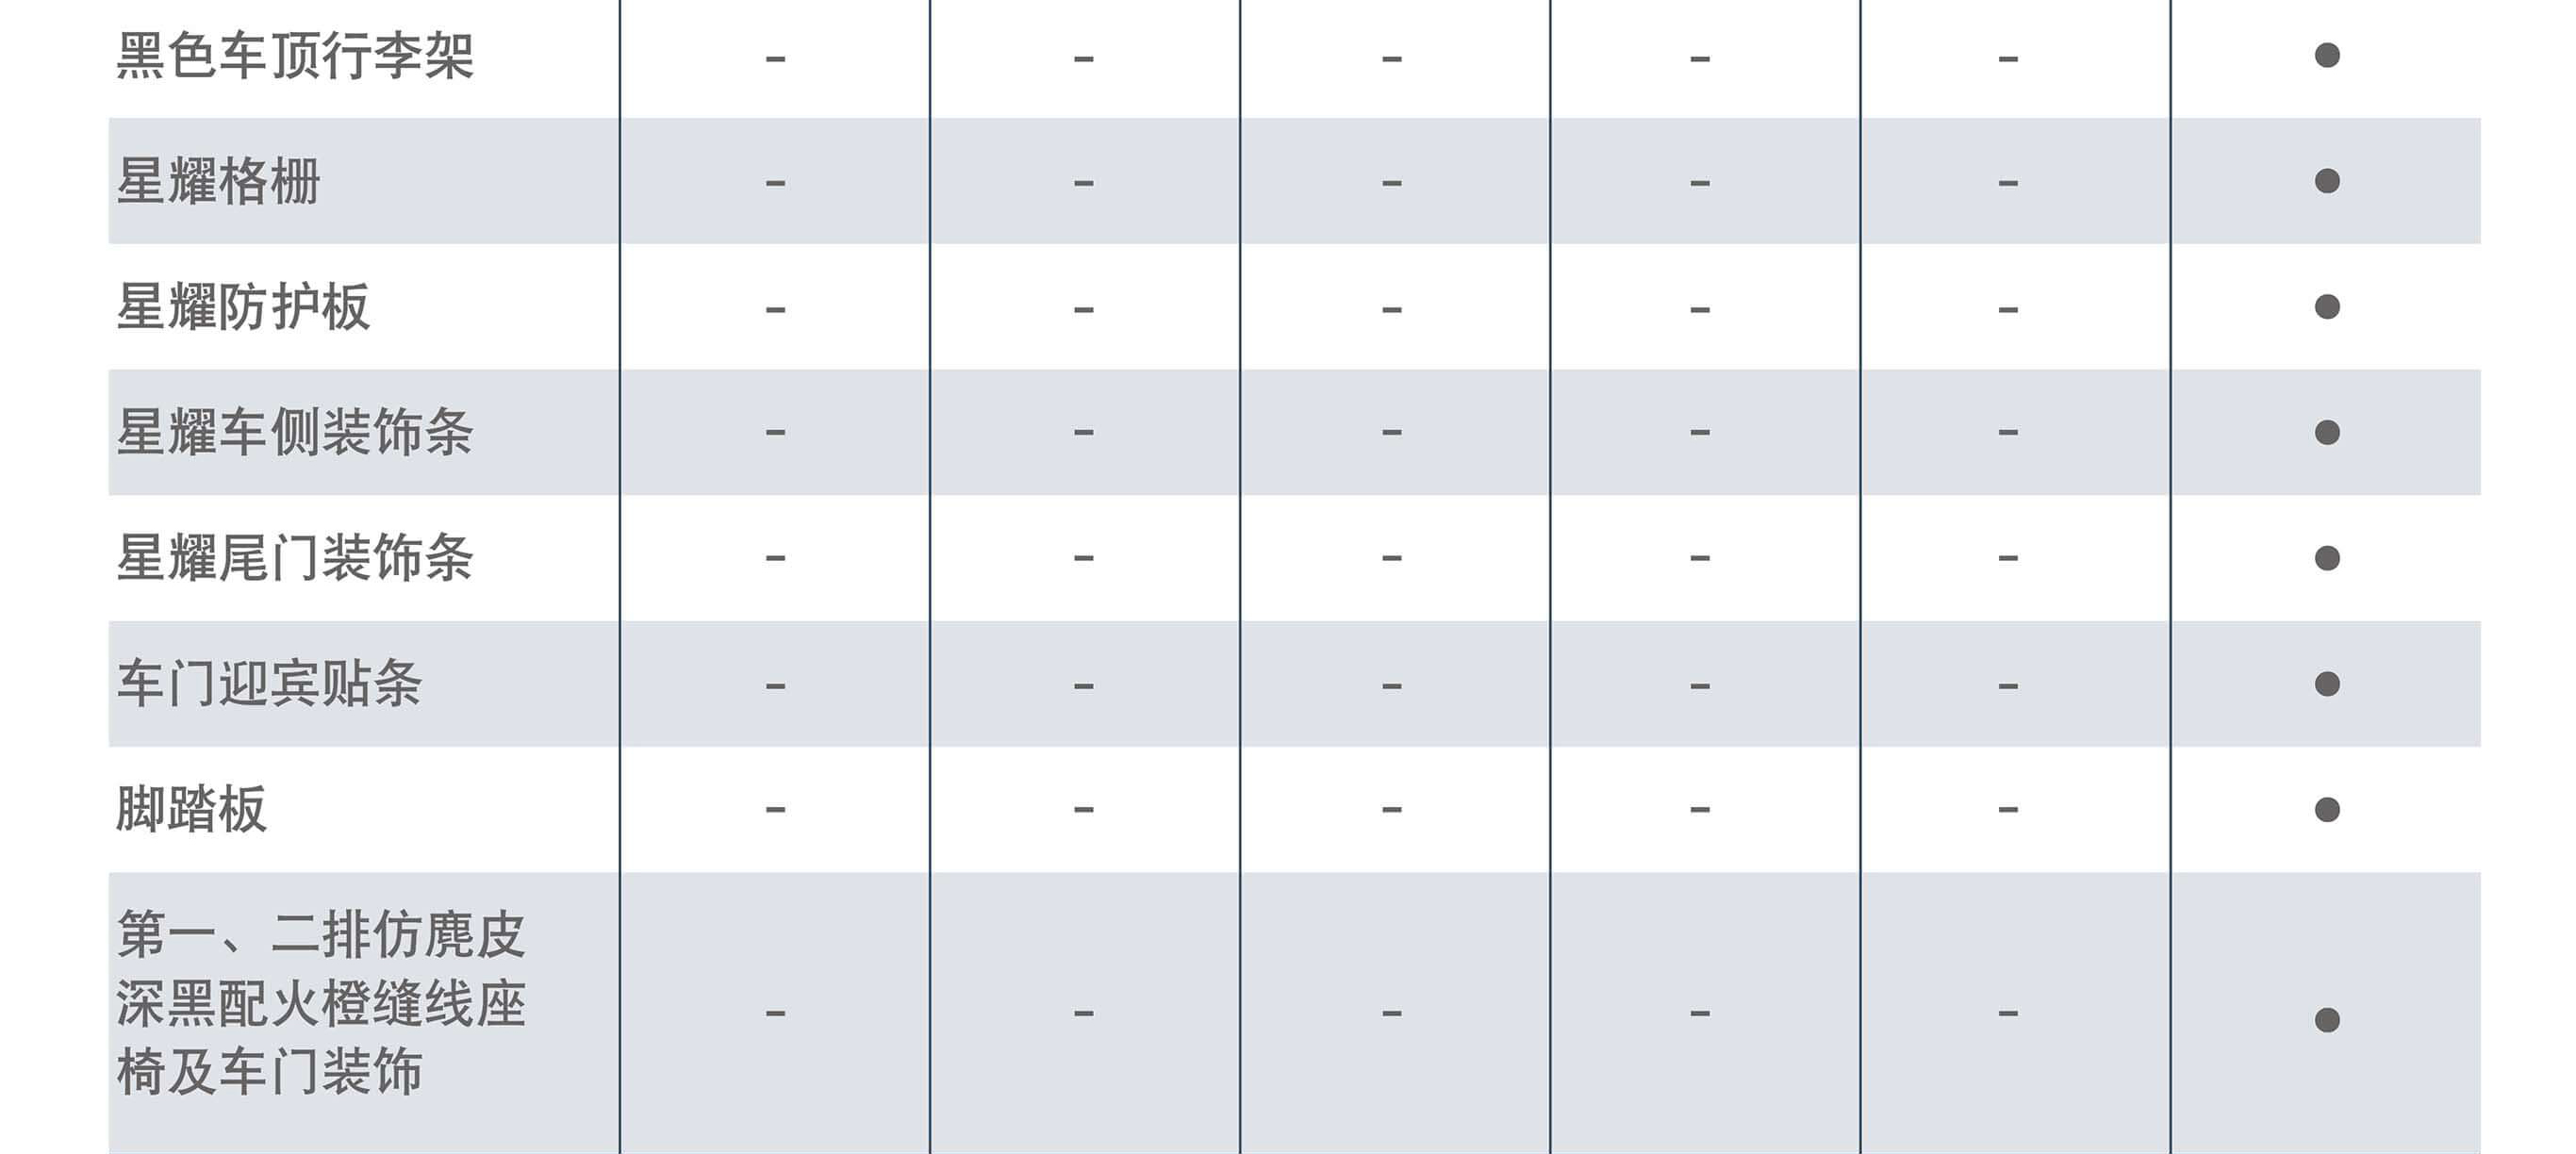 黑色车顶行李架 - - - - - ●
星耀格栅 - - - - - ●
星耀防护板 - - - - - ●
星耀车侧装饰条 - - - - - ●
星耀尾门装饰条 - - - - - ●
车门迎宾贴条 - - - - - ●
脚踏板 - - - - - ●
第一、二排仿麂皮
深黑配火橙缝线座 - - - - - ●
椅及车门装饰